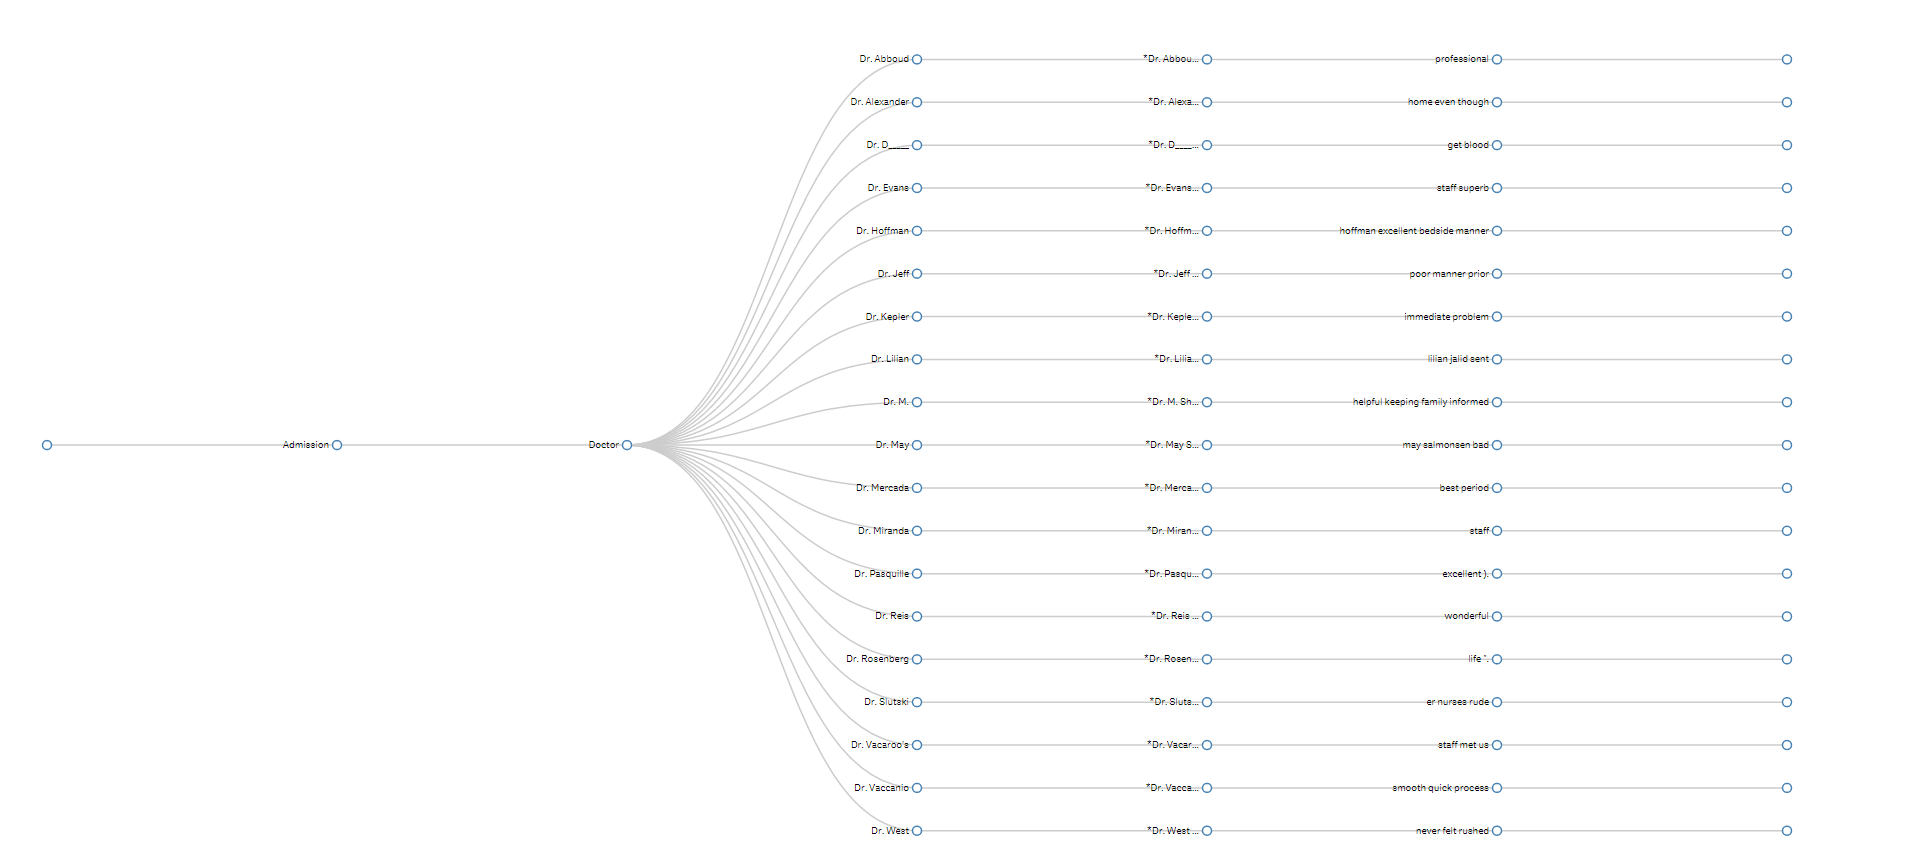 Dr. Abboud *Dr. Abbou... professional
Dr. Alexander *Dr. Alexa... home even though
Dr. D____ *Dr. D____... get blood
Dr. Evans *Dr. Evans... staff superb
Dr. Hoffman *Dr. Hoffm... hoffman excellent bedside manner
Dr. Jeff *Dr. Jeff ... poor manner prior
Dr. Kepler *Dr. Keple... immediate problem
Dr. Lilian *Dr. Lilia... lilian jalid sent
Dr. M. *Dr. M. Sh... helpful keeping family informed
Admission Doctor Dr. May *Dr. May S... may salmonsen bad
Dr. Mercada *Dr. Merca... best period
Dr. Miranda *Dr. Miran... staff
Dr. Pasquille *Dr. Pasqu... excellent ).
Dr. Reis *Dr. Reis ... wonderful
Dr. Rosenberg *Dr. Rosen... life ".
Dr. Slutski *Dr. Sluts... er nurses rude
Dr. Vacaroo's *Dr. Vacar... staff met us
Dr. Vaccanio *Dr. Vacca... smooth quick process
Dr. West *Dr. West ... never felt rushed